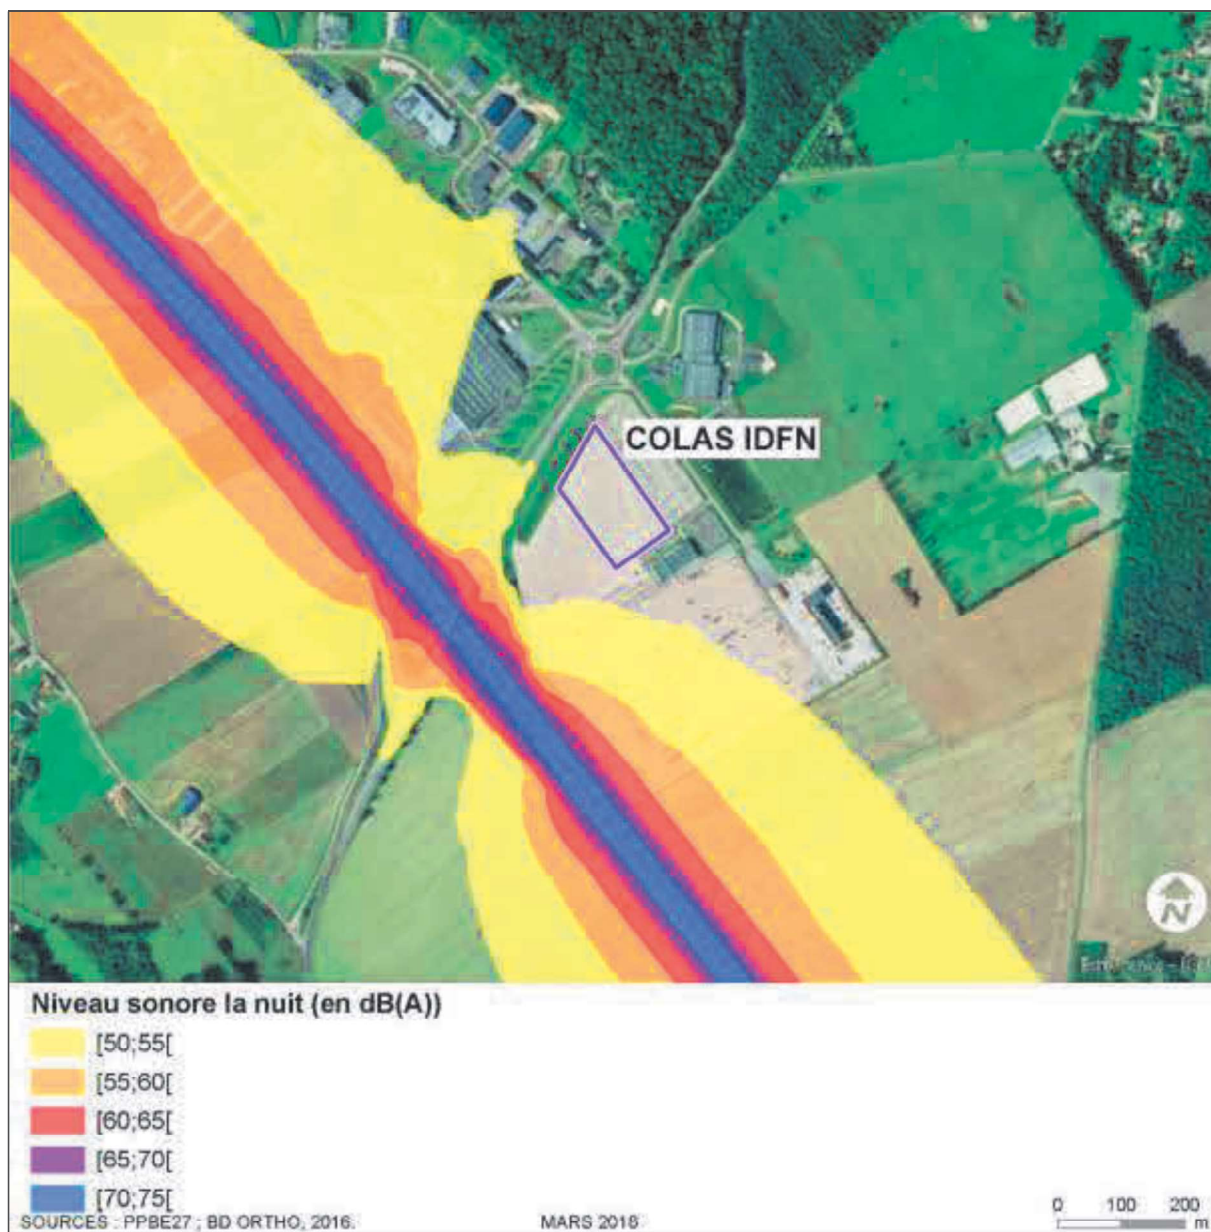 COLAS IDFN
N
Niveau sonore la nuit (en dB(A))
[50;55[
[55;60[
[60;65[
[65;70[
[70;75[
0 100 200
m
SOURCES : PPBE27 ; BD ORTHO, 2016. MARS 2018